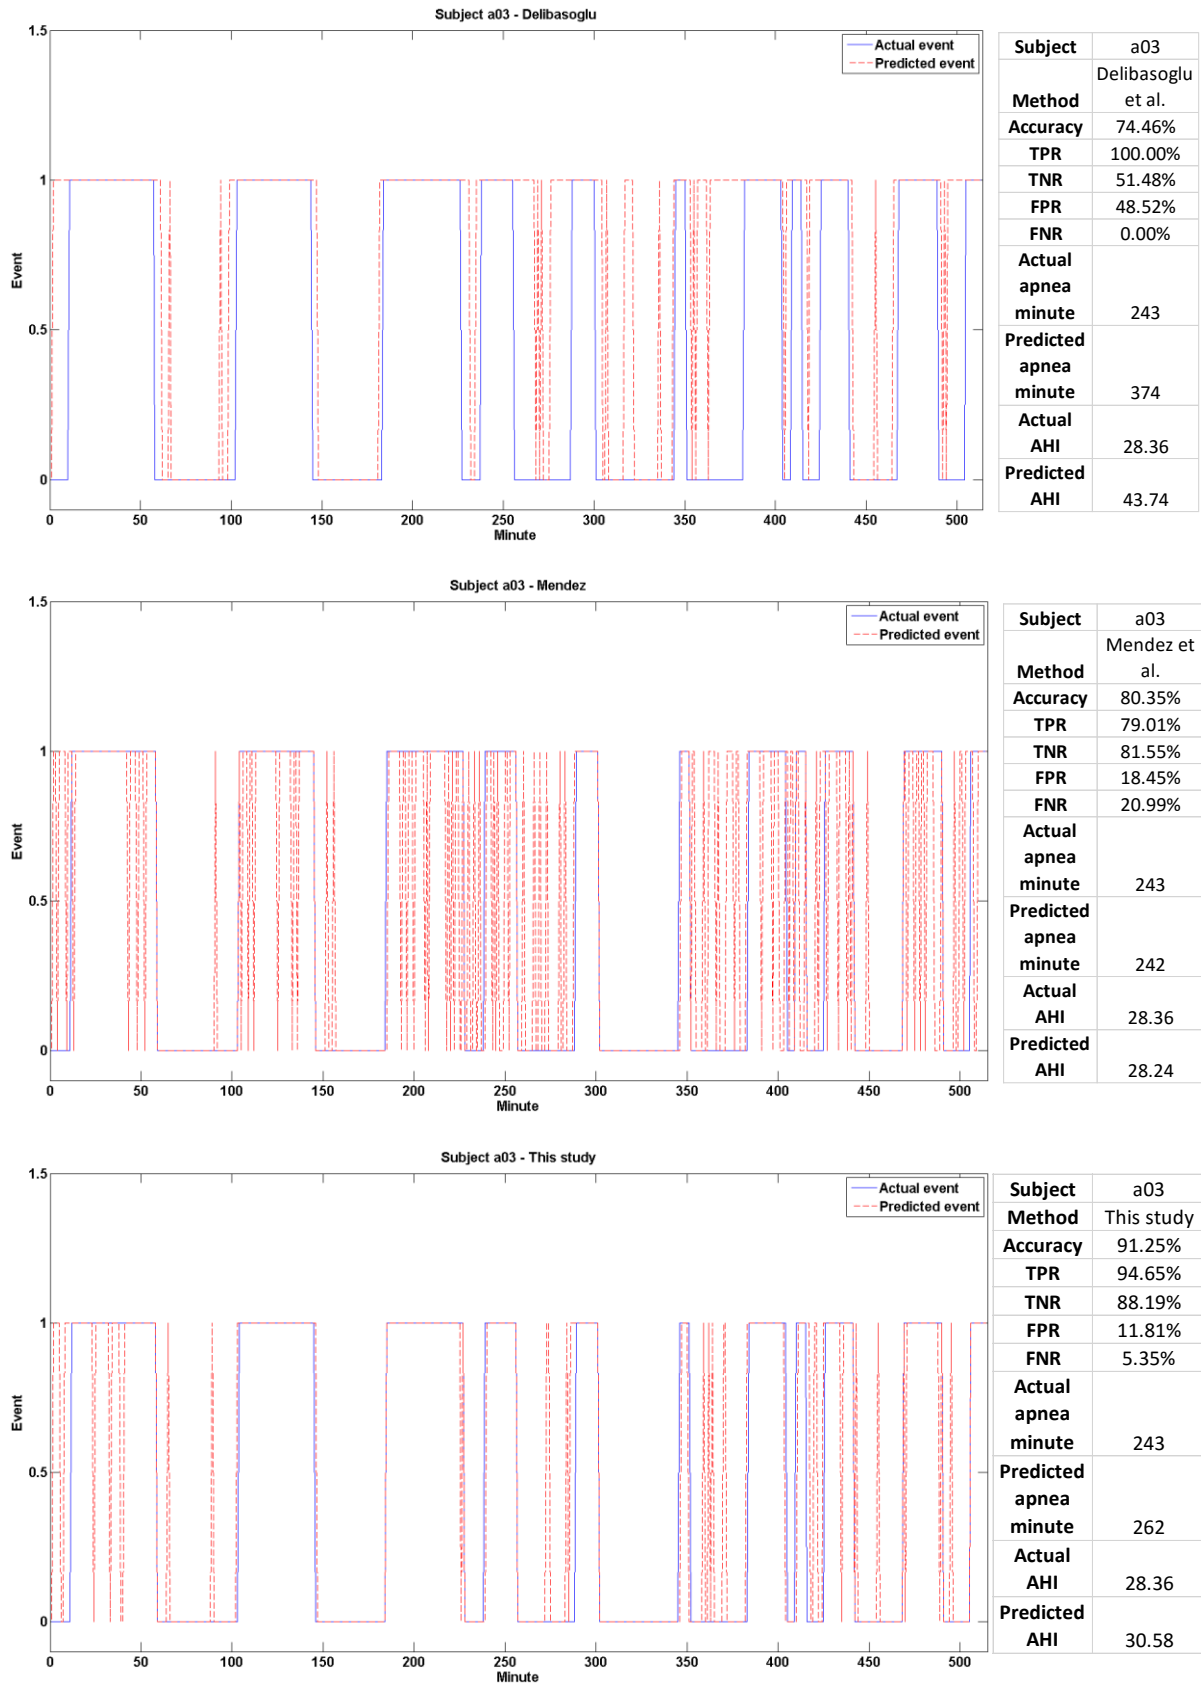 Subject a03 - Delibasoglu
1.5
1
0.5
0
Event
Actual event
Predicted event
0 50 100 150 200 250 300 350 400 450 500
Minute
Subject a03
Delibasoglu
Method et al.
Accuracy 74.46%
TPR 100.00%
TNR 51.48%
FPR 48.52%
FNR 0.00%
Actual
apnea
minute 243
Predicted
apnea
minute 374
Actual
AHI 28.36
Predicted
AHI 43.74
Subject a03 - Mendez
1.5
1
0.5
0
Event
Actual event
Predicted event
0 50 100 150 200 250 300 350 400 450 500
Minute
Subject a03
Mendez et
Method al.
Accuracy 80.35%
TPR 79.01%
TNR 81.55%
FPR 18.45%
FNR 20.99%
Actual
apnea
minute 243
Predicted
apnea
minute 242
Actual
AHI 28.36
Predicted
AHI 28.24
Subject a03 - This study
1.5
1
0.5
0
Event
Actual event
Predicted event
0 50 100 150 200 250 300 350 400 450 500
Minute
Subject a03
Method This study
Accuracy 91.25%
TPR 94.65%
TNR 88.19%
FPR 11.81%
FNR 5.35%
Actual
apnea
minute 243
Predicted
apnea
minute 262
Actual
AHI 28.36
Predicted
AHI 30.58